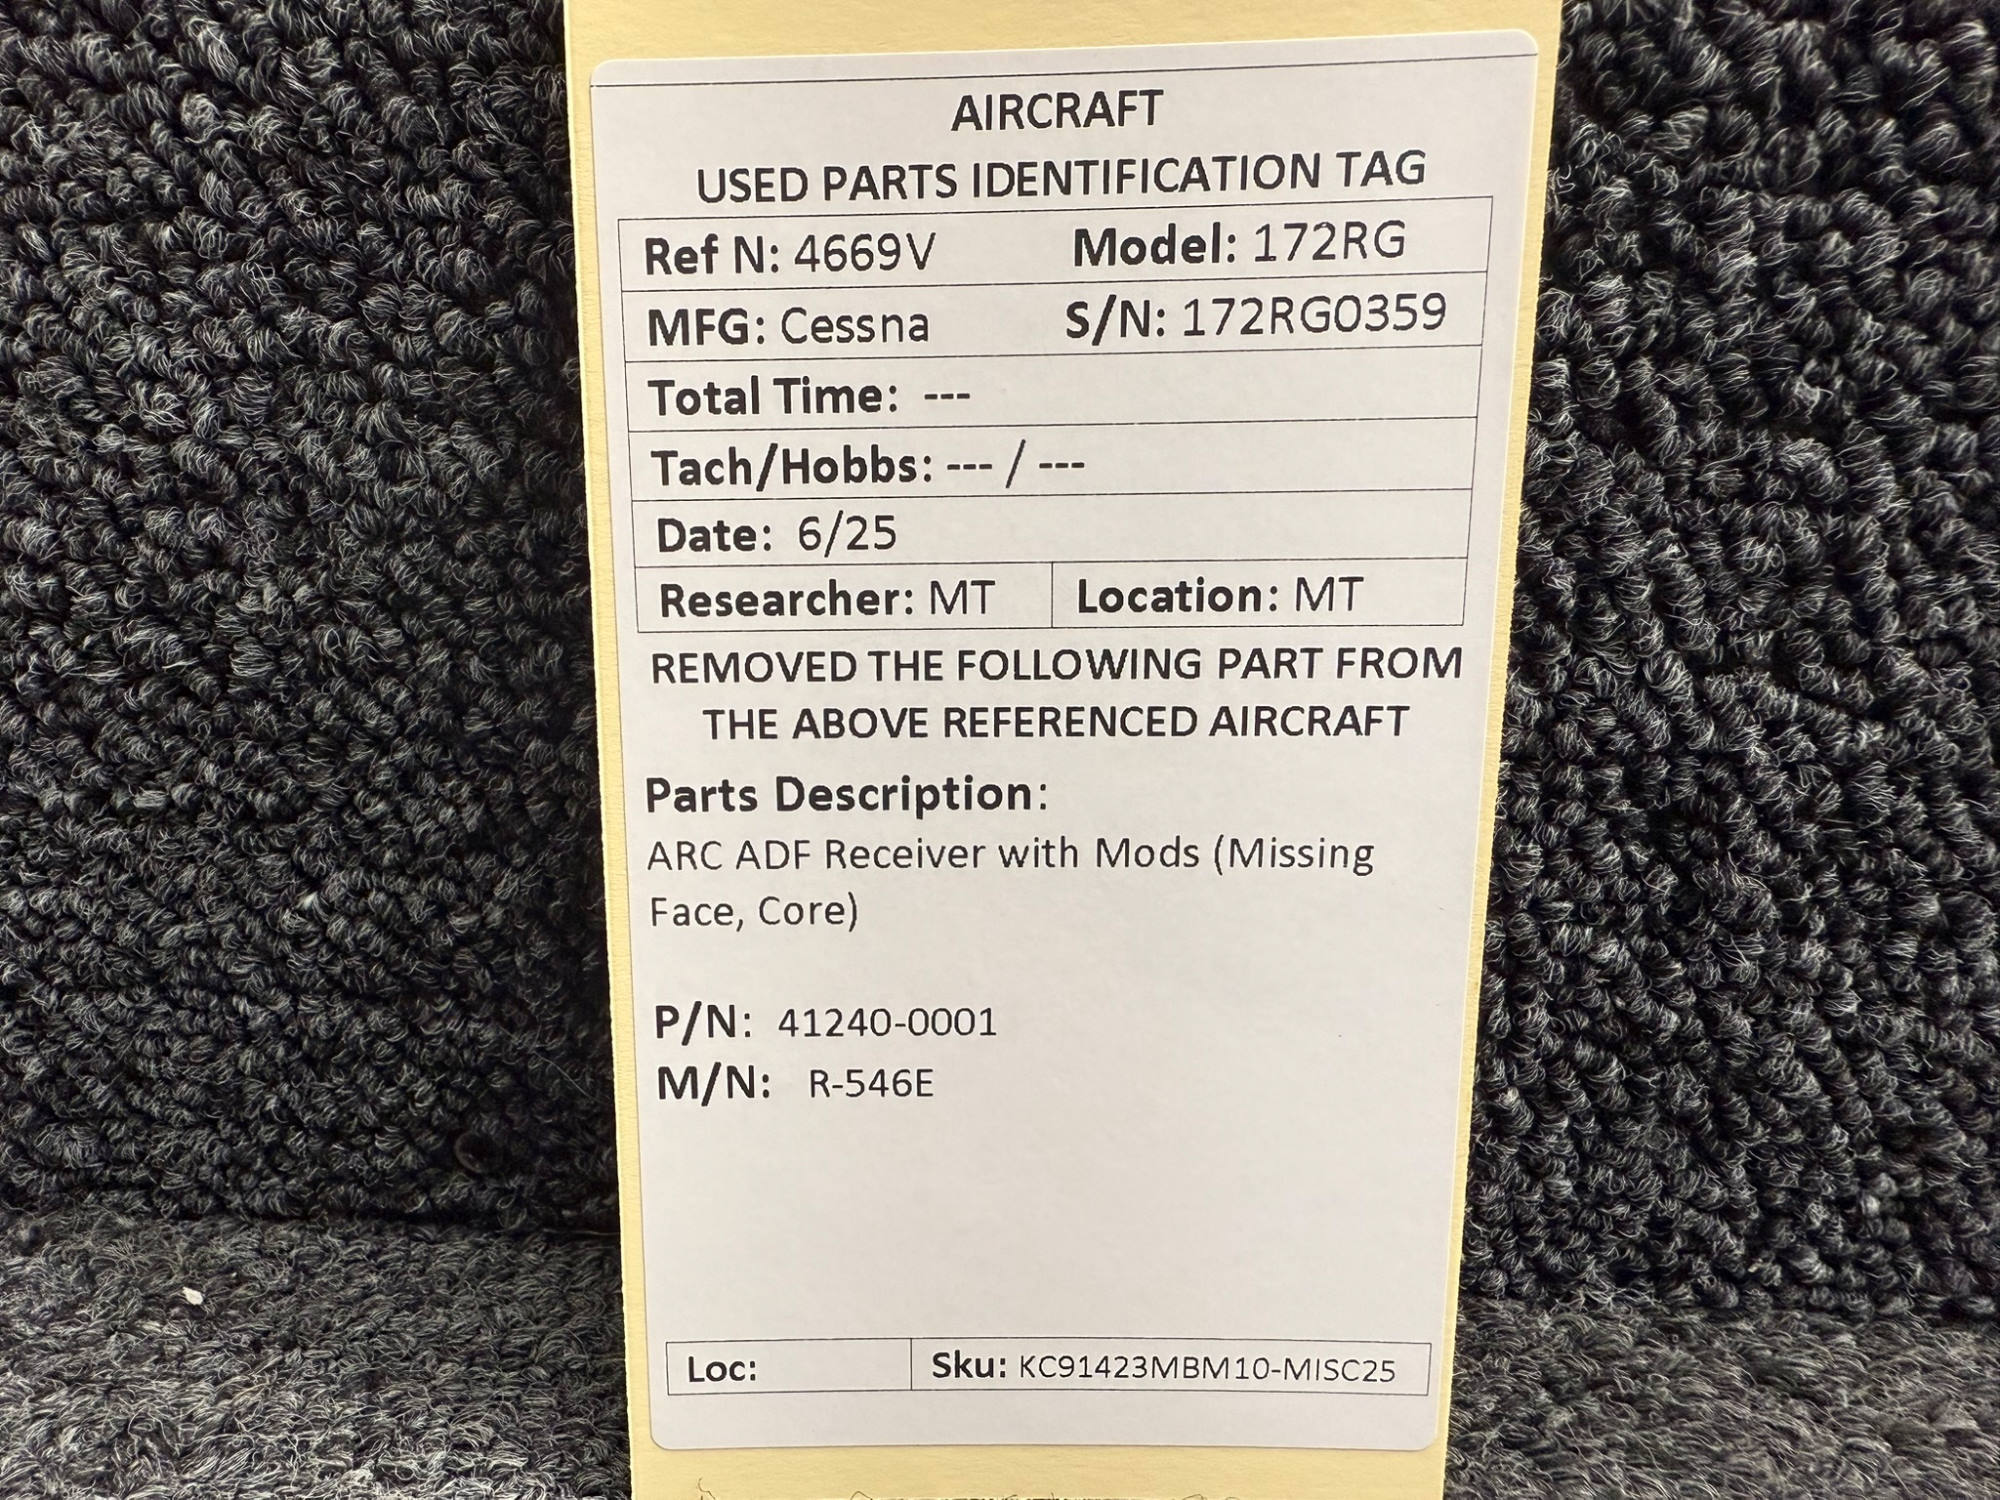 AIRCRAFT
USED PARTS IDENTIFICATION TAG
Ref N: 4669V Model: 172RG
MFG: Cessna S/N: 172RG0359
Total Time: ---
Tach/Hobbs: --- / ---
Date: 6/25
Researcher: MT Location: MT
REMOVED THE FOLLOWING PART FROM
THE ABOVE REFERENCED AIRCRAFT
Parts Description:
ARC ADF Receiver with Mods (Missing
Face, Core)
P/N: 41240-0001
M/N: R-546E
Loc: Sku: KC91423MBM10-MISC25